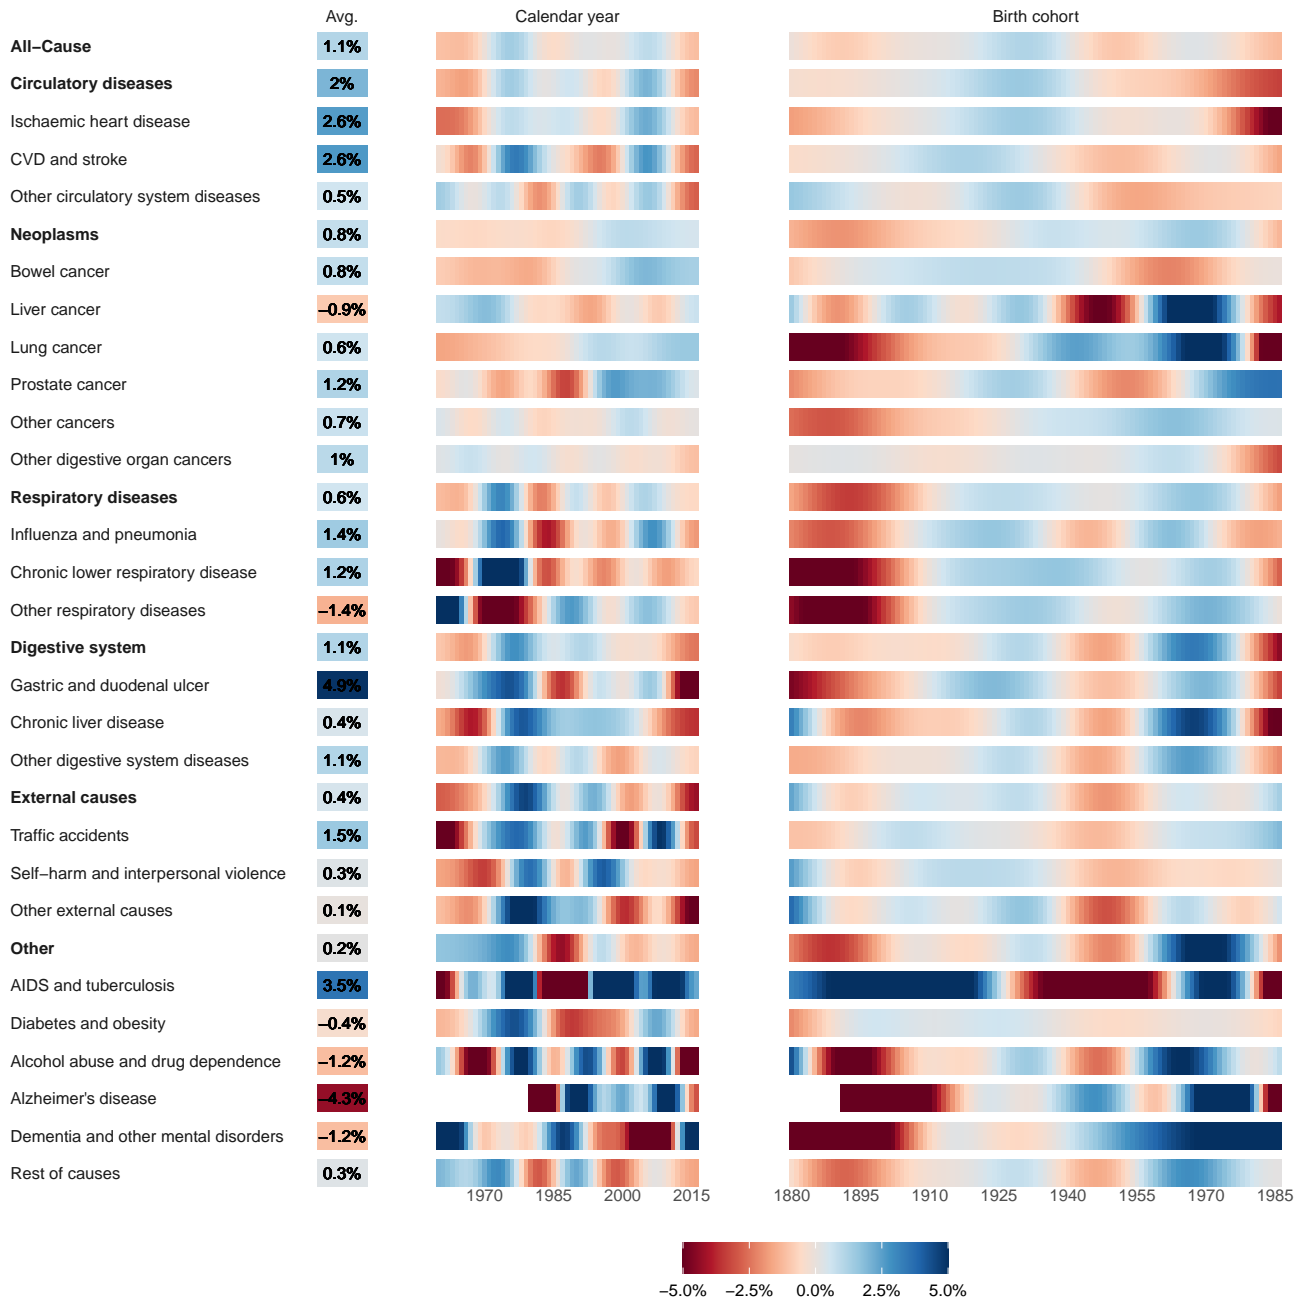 Avg. Calendar year Birth cohort
All−Cause 1.1%
Circulatory diseases 2%
Ischaemic heart disease 2.6%
CVD and stroke 2.6%
Other circulatory system diseases 0.5%
Neoplasms 0.8%
Bowel cancer 0.8%
Liver cancer −0.9%
Lung cancer 0.6%
Prostate cancer 1.2%
Other cancers 0.7%
Other digestive organ cancers 1%
Respiratory diseases 0.6%
Influenza and pneumonia 1.4%
Chronic lower respiratory disease 1.2%
Other respiratory diseases −1.4%
Digestive system 1.1%
Gastric and duodenal ulcer 4.9%
Chronic liver disease 0.4%
Other digestive system diseases 1.1%
External causes 0.4%
Traffic accidents 1.5%
Self−harm and interpersonal violence 0.3%
Other external causes 0.1%
Other 0.2%
AIDS and tuberculosis 3.5%
Diabetes and obesity −0.4%
Alcohol abuse and drug dependence −1.2%
Alzheimer's disease −4.3%
Dementia and other mental disorders −1.2%
Rest of causes 0.3%
1970 1985 2000 2015 1880 1895 1910 1925 1940 1955 1970 1985
−5.0% −2.5% 0.0% 2.5% 5.0%